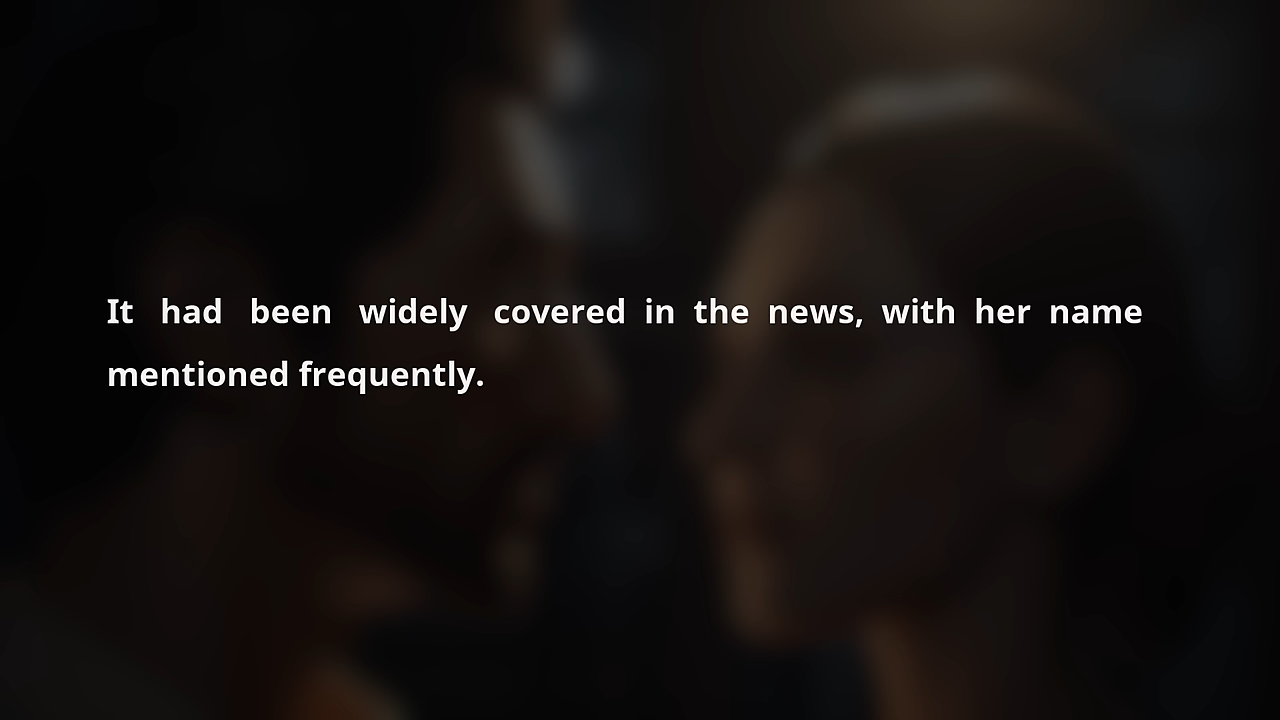 It had been widely covered in the news, with her name
mentioned frequently.